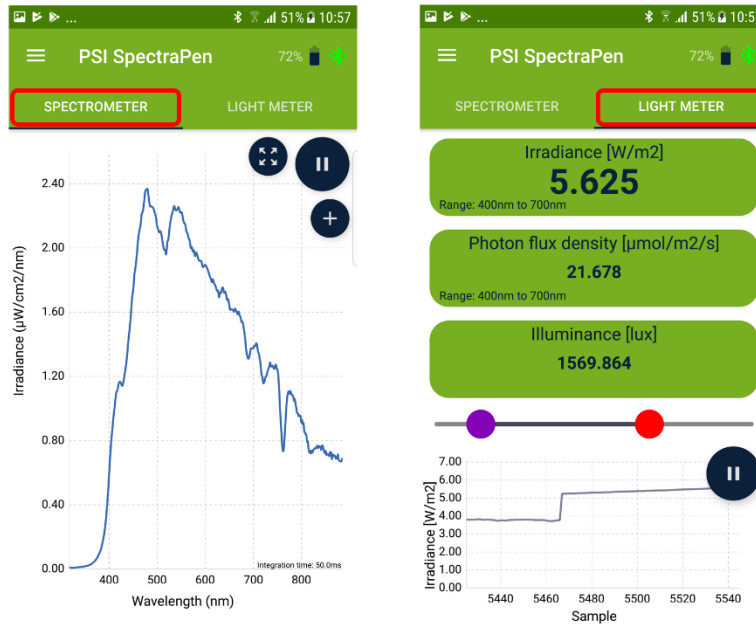 ... 51% 10:57
PSI SpectraPen 72%
SPECTROMETER LIGHT METER
2.40
2.00
1.60
1.20
0.80
0.40
0.00
Irradiance (µW/cm2/nm)
Integration time: 50.0ms
400 500 600 700 800
Wavelength (nm)
... 51% 10:5
PSI SpectraPen 72%
SPECTROMETER LIGHT METER
Irradiance [W/m2]
5.625
Range: 400nm to 700nm
Photon flux density [µmol/m2/s]
21.678
Range: 400nm to 700nm
Illuminance [lux]
1569.864
7.00
6.00
5.00
4.00
3.00
2.00
1.00
0.00
Irradiance [W/m2]
5440 5460 5480 5500 5520 5540
Sample